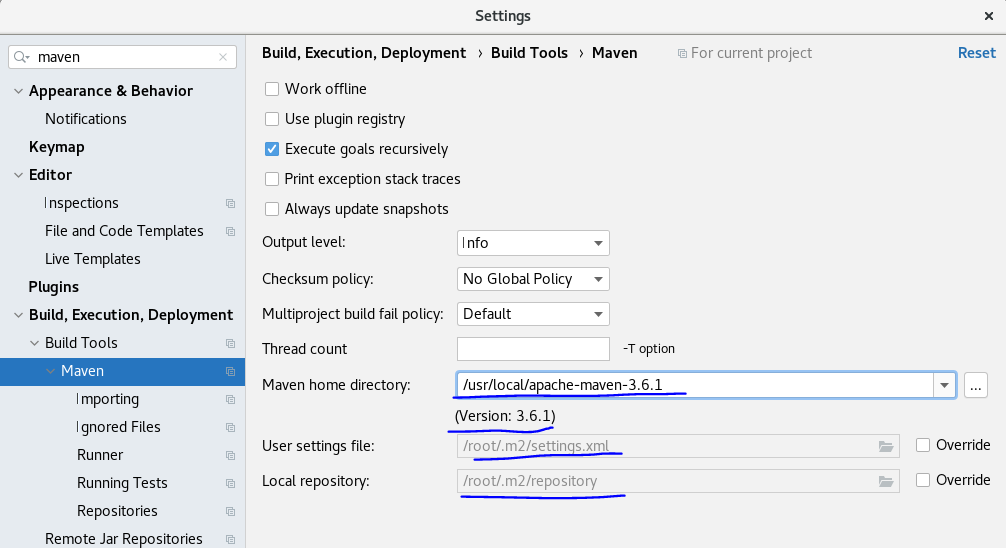 Settings
maven
Appearance & Behavior
Notifications
Keymap
Editor
Inspections
File and Code Templates
Live Templates
Plugins
Build, Execution, Deployment
Build Tools
Maven
Importing
Ignored Files
Runner
Running Tests
Repositories
Remote Jar Repositories
Build, Execution, Deployment › Build Tools › Maven For current project Reset
Work offline
Use plugin registry
Execute goals recursively
Print exception stack traces
Always update snapshots
Output level: Info
Checksum policy: No Global Policy
Multiproject build fail policy: Default
Thread count -T option
Maven home directory: /usr/local/apache-maven-3.6.1 ...
(Version: 3.6.1)
User settings file: /root/.m2/settings.xml Override
Local repository: /root/.m2/repository Override